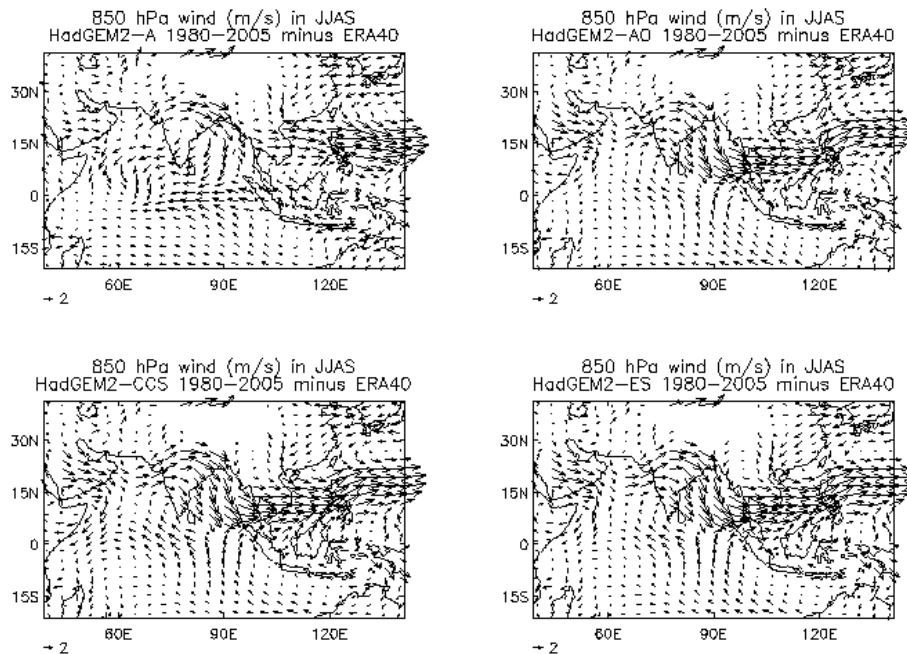 850 hPa wind (m/s) in JJAS
HadGEM2-A 1980-2005 minus ERA40
30N
15N
0
15S
60E 90E 120E
→ 2
850 hPa wind (m/s) in JJAS
HadGEM2-AO 1980-2005 minus ERA40
30N
15N
0
15S
60E 90E 120E
→ 2
850 hPa wind (m/s) in JJAS
HadGEM2-CCS 1980-2005 minus ERA40
30N
15N
0
15S
60E 90E 120E
→ 2
850 hPa wind (m/s) in JJAS
HadGEM2-ES 1980-2005 minus ERA40
30N
15N
0
15S
60E 90E 120E
→ 2